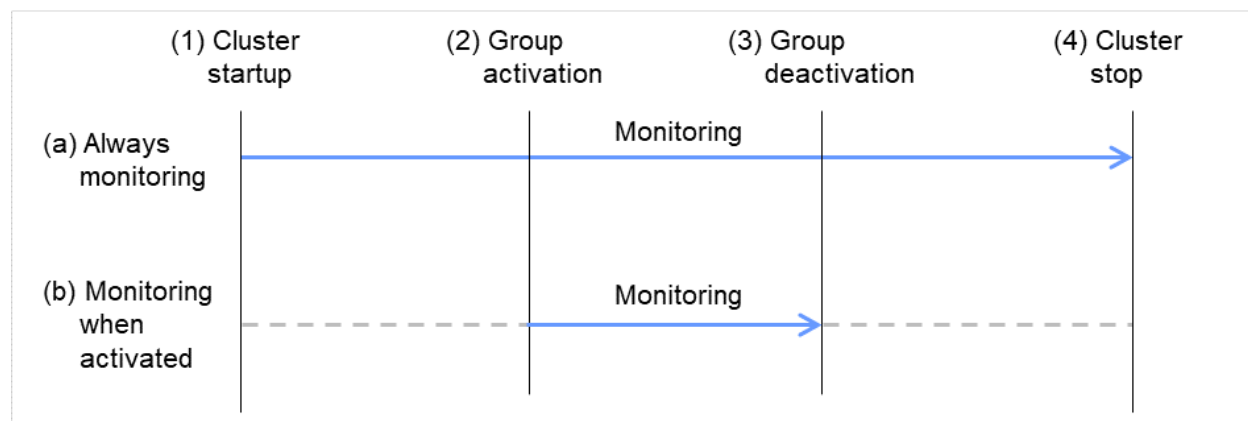 (1) Cluster
startup
(2) Group
activation
(3) Group
deactivation
(4) Cluster
stop
(a) Always
monitoring
Monitoring
(b) Monitoring
when
activated
Monitoring